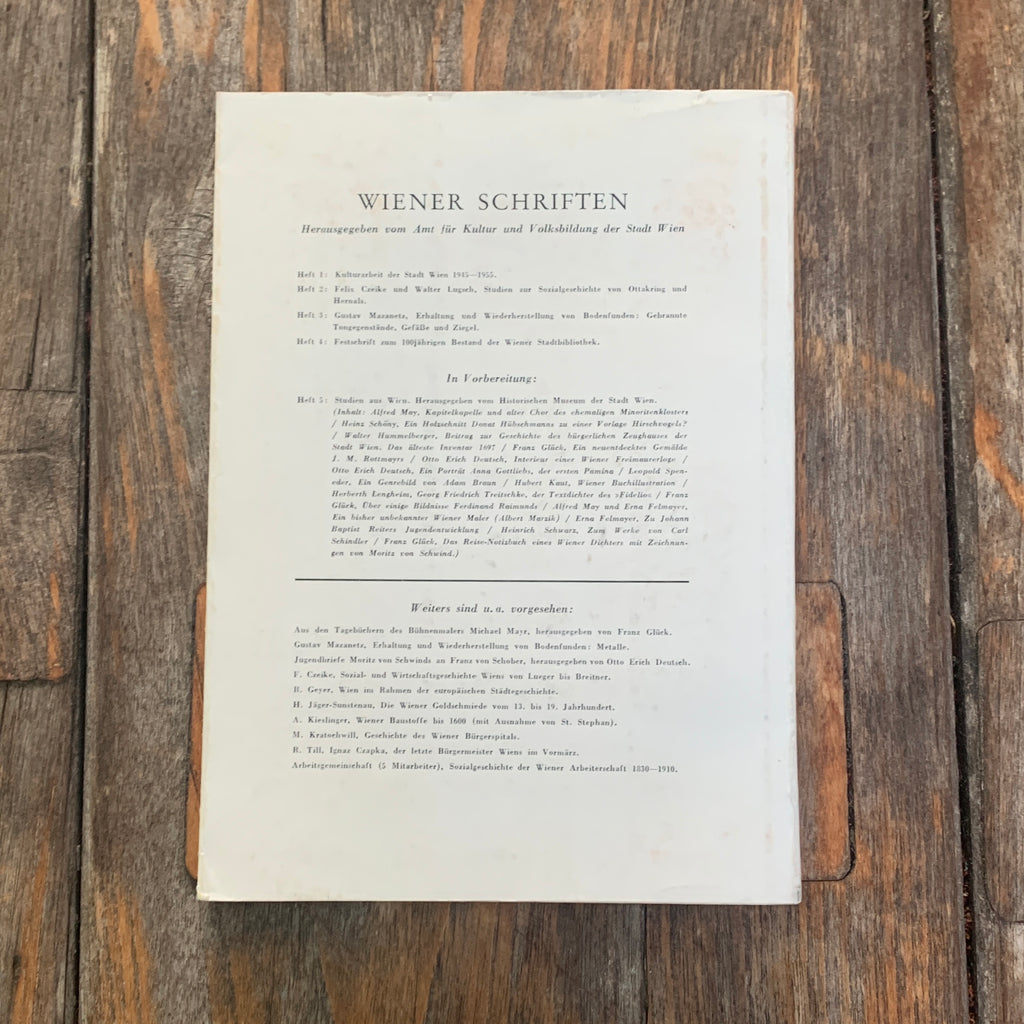 WIENER SCHRIFTEN
Herausgegeben vom Amt für Kultur und Volksbildung der Stadt Wien
Heft 1: Kulturarbeit der Stadt Wien 1945—1955.
Heft 2: Felix Czeike und Walter Lugsch, Studien zur Sozialgeschichte von Ottakring und
Hernals.
Heft 3: Gustav Mazanetz, Erhaltung und Wiederherstellung von Bodenfunden: Gebrannte
Tongegenstände, Gefäße und Ziegel.
Heft 4: Festschrift zum 100jährigen Bestand der Wiener Stadtbibliothek.
In Vorbereitung:
Heft 5: Studien aus Wien. Herausgegeben vom Historischen Museum der Stadt Wien.
(Inhalt: Alfred May, Kapitelkapelle und alter Chor des ehemaligen Minoritenklosters
/ Heinz Schöny, Ein Holzschnitt Donat Hübschmanns zu einer Vorlage Hirschvogels?
/ Walter Hummelberger, Beitrag zur Geschichte des bürgerlichen Zeughauses der
Stadt Wien. Das älteste Inventar 1697 / Franz Glück, Ein neuentdecktes Gemälde
J. M. Rottmayrs / Otto Erich Deutsch, Interieur einer Wiener Freimaurerloge /
Otto Erich Deutsch, Ein Porträt Anna Gottliebs, der ersten Pamina / Leopold Spen-
eder, Ein Genrebild von Adam Braun / Hubert Kaut, Wiener Buchillustration /
Herberth Lengheim, Georg Friedrich Treitschke, der Textdichter des »Fidelio« / Franz
Glück, Über einige Bildnisse Ferdinand Raimunds / Alfred May und Erna Felmayer,
Ein bisher unbekannter Wiener Maler (Albert Marzik) / Erna Felmayer, Zu Johann
Baptist Reiters Jugendentwicklung / Heinrich Schwarz, Zum Werke von Carl
Schindler / Franz Glück, Das Reise-Notizbuch eines Wiener Dichters mit Zeichnun-
gen von Moritz von Schwind.)
Weiters sind u. a. vorgesehen:
Aus den Tagebüchern des Bühnenmalers Michael Mayr, herausgegeben von Franz Glück.
Gustav Mazanetz, Erhaltung und Wiederherstellung von Bodenfunden: Metalle.
Jugendbriefe Moritz von Schwinds an Franz von Schober, herausgegeben von Otto Erich Deutsch.
F. Czeike, Sozial- und Wirtschaftsgeschichte Wiens von Lueger bis Breitner.
R. Geyer, Wien im Rahmen der europäischen Städtegeschichte.
H. Jäger-Sunstenau, Die Wiener Goldschmiede vom 13. bis 19. Jahrhundert.
A. Kieslinger, Wiener Baustoffe bis 1600 (mit Ausnahme von St. Stephan).
M. Kratochwill, Geschichte des Wiener Bürgerspitals.
R. Till, Ignaz Czapka, der letzte Bürgermeister Wiens im Vormärz.
Arbeitsgemeinschaft (5 Mitarbeiter), Sozialgeschichte der Wiener Arbeiterschaft 1830—1910.